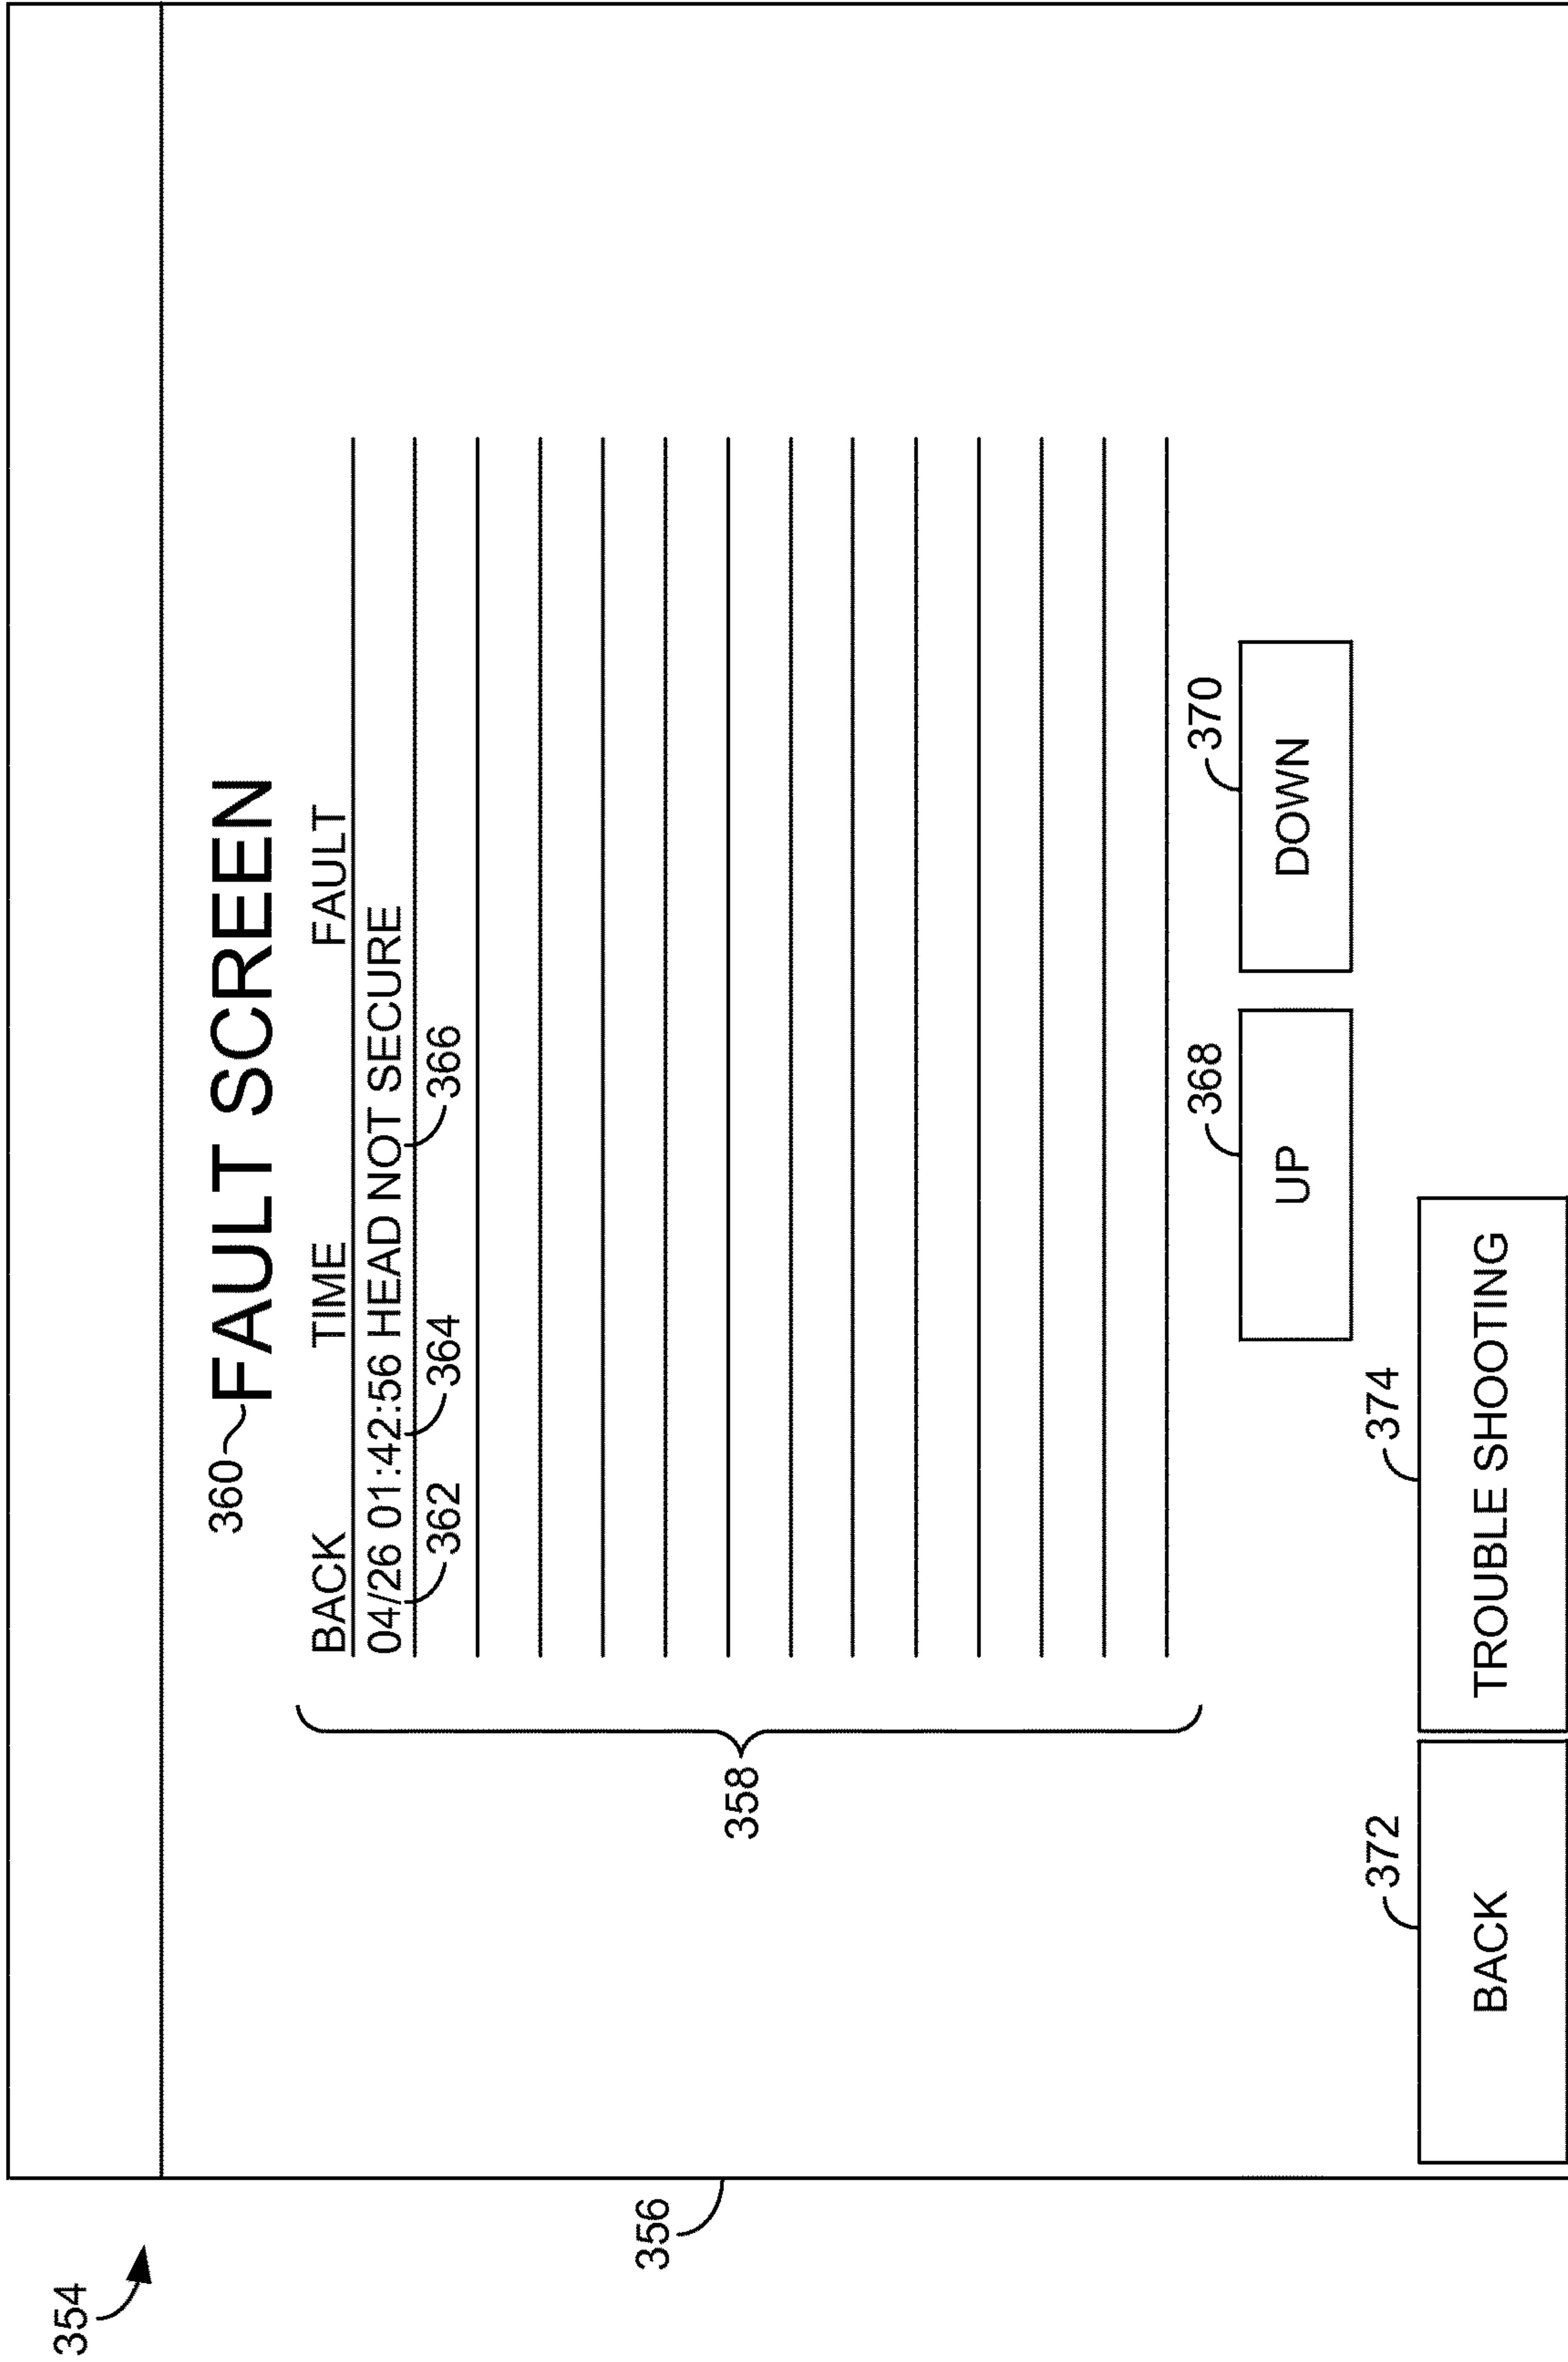 354
356
360 FAULT SCREEN
BACK TIME FAULT
04/26 01:42:56 HEAD NOT SECURE
362 364 366
358
368 370
UP DOWN
372 374
BACK TROUBLE SHOOTING